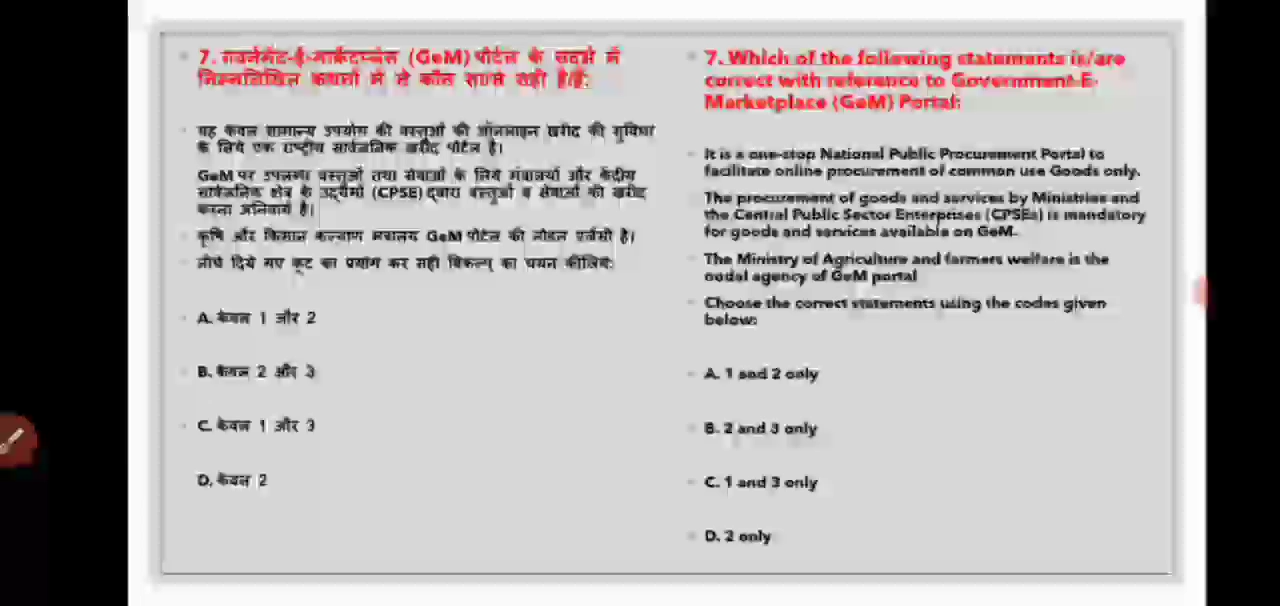 7. गवर्नमेंट-ई-मार्केटप्लेस (GeM) पोर्टल के संदर्भ में
निम्नलिखित कथनों में से कौन सा/से सही है/हैं:
यह केवल सामान्य उपयोग की वस्तुओं की ऑनलाइन खरीद की सुविधा
के लिये एक राष्ट्रीय सार्वजनिक खरीद पोर्टल है।
GeM पर उपलब्ध वस्तुओं तथा सेवाओं के लिये मंत्रालयों और केंद्रीय
सार्वजनिक क्षेत्र के उद्यमों (CPSE) द्वारा वस्तुओं व सेवाओं की खरीद
करना अनिवार्य है।
कृषि और किसान कल्याण मंत्रालय GeM पोर्टल की नोडल एजेंसी है।
नीचे दिये गए कूट का प्रयोग कर सही विकल्प का चयन कीजिये:
A. केवल 1 और 2
B. केवल 2 और 3
C. केवल 1 और 3
D. केवल 2
7. Which of the following statements is/are
correct with reference to Government-E-
Marketplace (GeM) Portal:
It is a one-stop National Public Procurement Portal to
facilitate online procurement of common use Goods only.
The procurement of goods and services by Ministries and
the Central Public Sector Enterprises (CPSEs) is mandatory
for goods and services available on GeM.
The Ministry of Agriculture and farmers welfare is the
nodal agency of GeM portal
Choose the correct statements using the codes given
below:
A. 1 and 2 only
B. 2 and 3 only
C. 1 and 3 only
D. 2 only